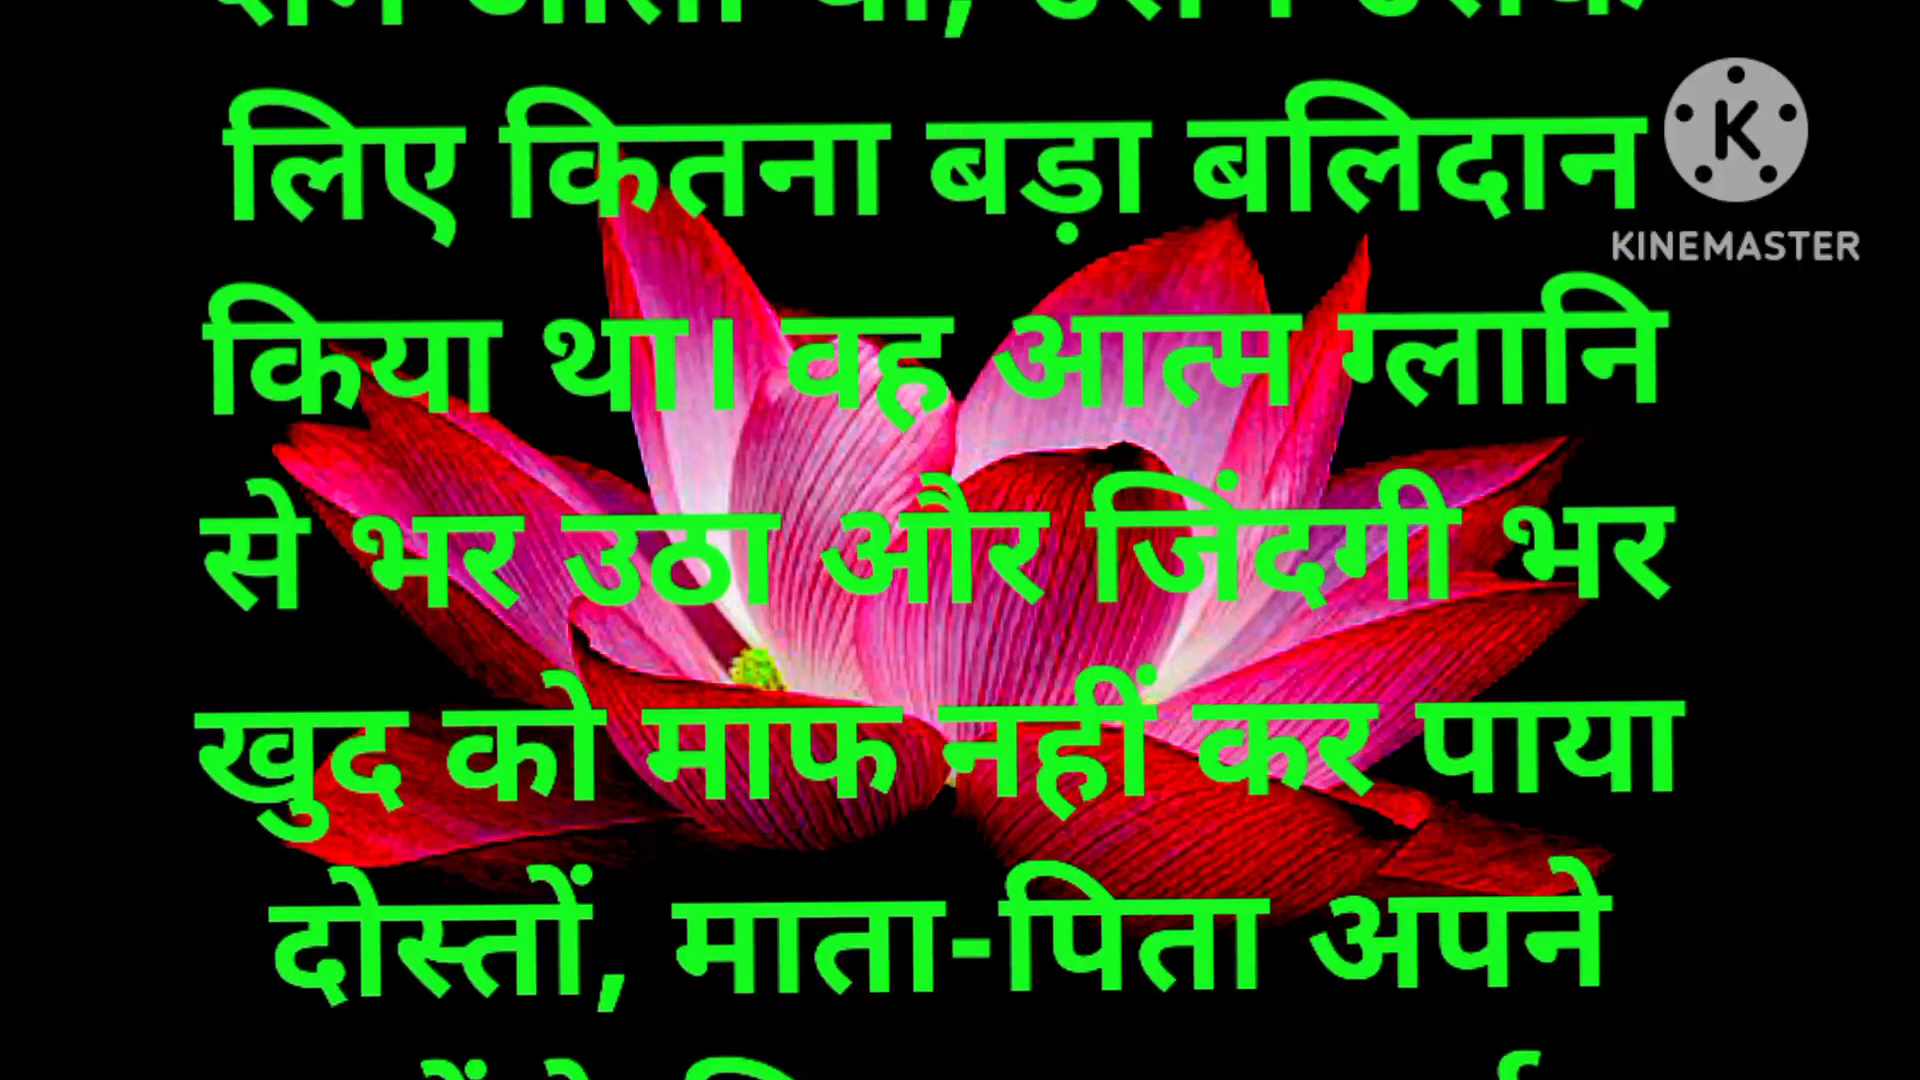 लिए कितना बड़ा बलिदान
किया था। वह आत्म ग्लानि
से भर उठा और जिंदगी भर
खुद को माफ नहीं कर पाया
दोस्तों, माता-पिता अपने
KINEMASTER